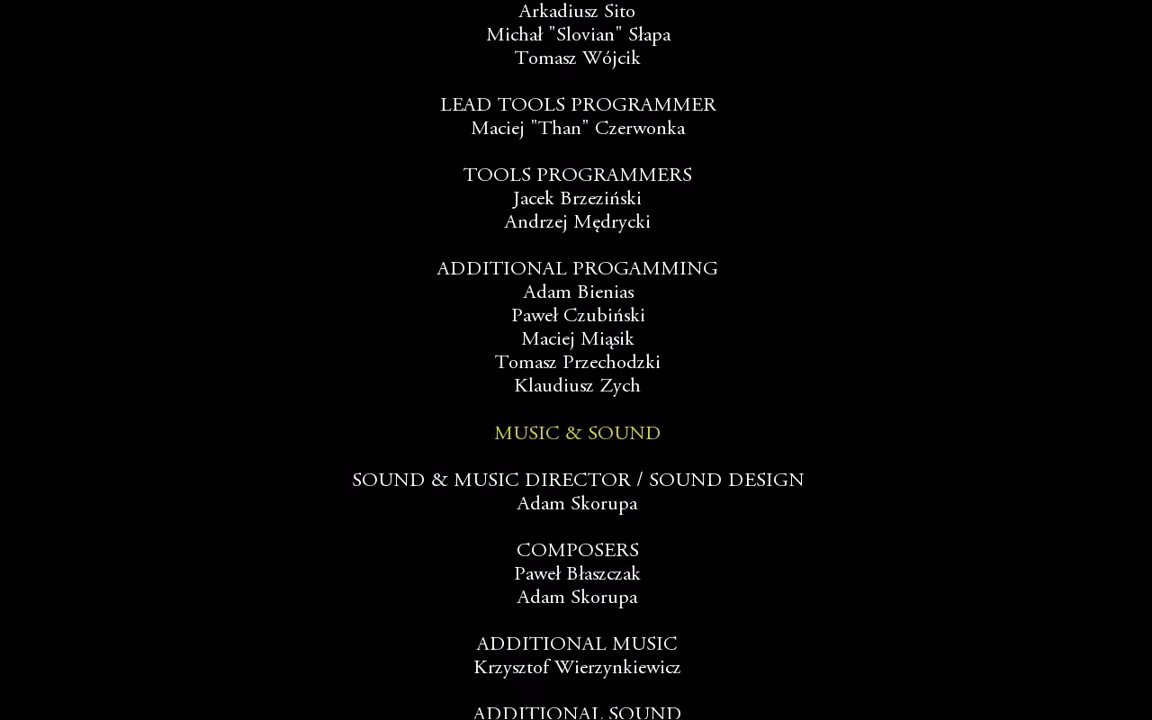 Arkadiusz Sito
Michał "Slovian" Słapa
Tomasz Wójcik
LEAD TOOLS PROGRAMMER
Maciej "Than" Czerwonka
TOOLS PROGRAMMERS
Jacek Brzeziński
Andrzej Mędrycki
ADDITIONAL PROGAMMING
Adam Bienias
Paweł Czubiński
Maciej Miąsik
Tomasz Przechodzki
Klaudiusz Zych
MUSIC & SOUND
SOUND & MUSIC DIRECTOR / SOUND DESIGN
Adam Skorupa
COMPOSERS
Paweł Błaszczak
Adam Skorupa
ADDITIONAL MUSIC
Krzysztof Wierzynkiewicz
ADDITIONAL SOUND